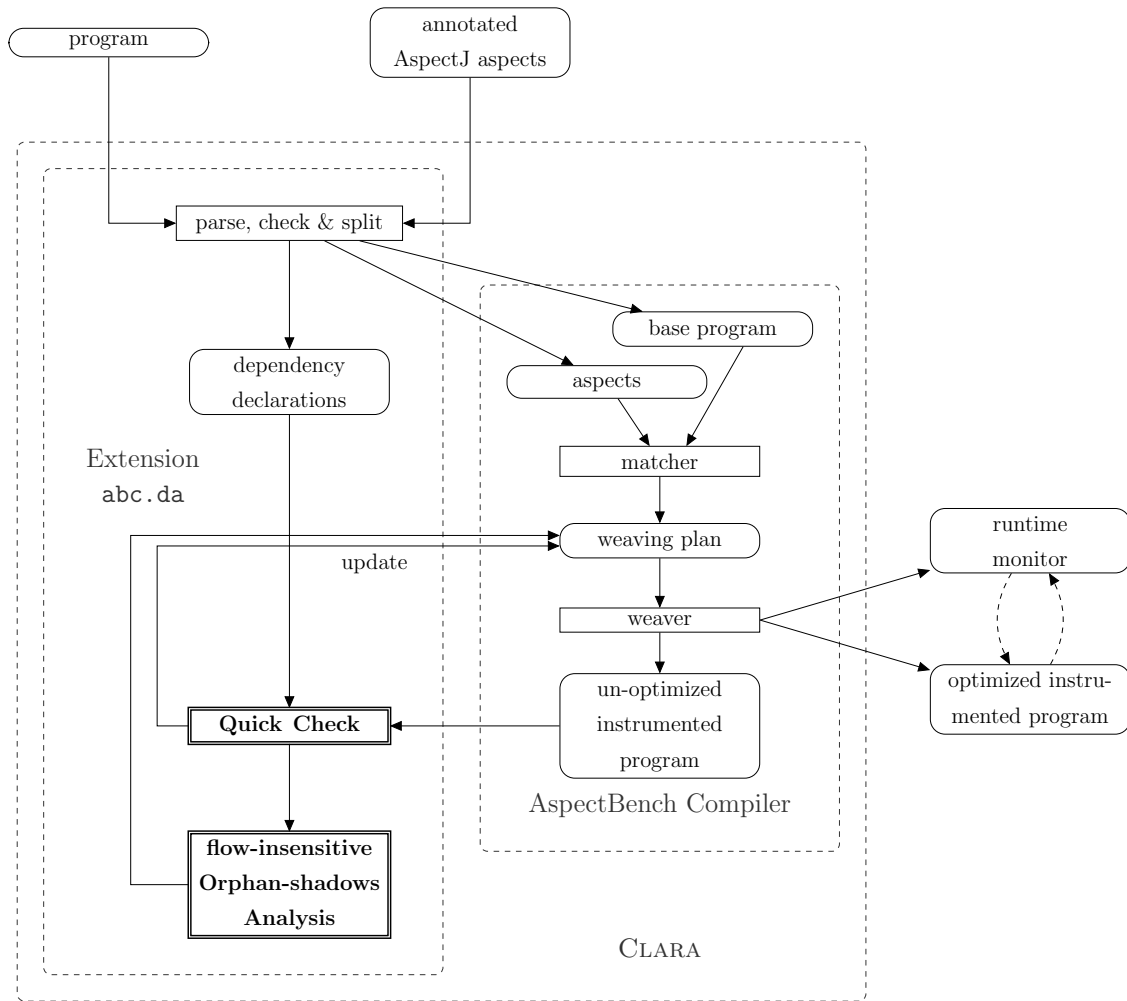 program
annotated
AspectJ aspects
parse, check & split
base program
dependency
declarations
aspects
Extension
abc.da
matcher
weaving plan
update
runtime
monitor
weaver
un-optimized
instrumented
program
optimized instru-
mented program
Quick Check
AspectBench Compiler
flow-insensitive
Orphan-shadows
Analysis
CLARA